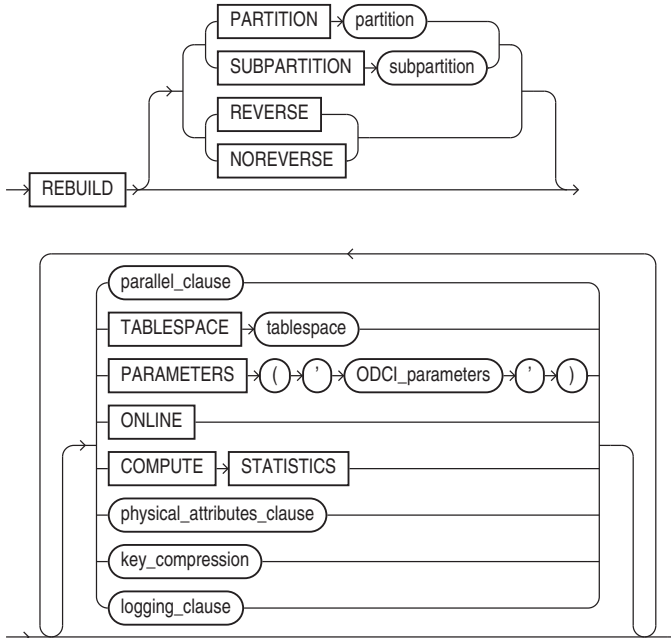 PARTITION partition
SUBPARTITION subpartition
REVERSE
NOREVERSE
REBUILD
parallel_clause
TABLESPACE tablespace
PARAMETERS ( ' ODCI_parameters ' )
ONLINE
COMPUTE STATISTICS
physical_attributes_clause
key_compression
logging_clause